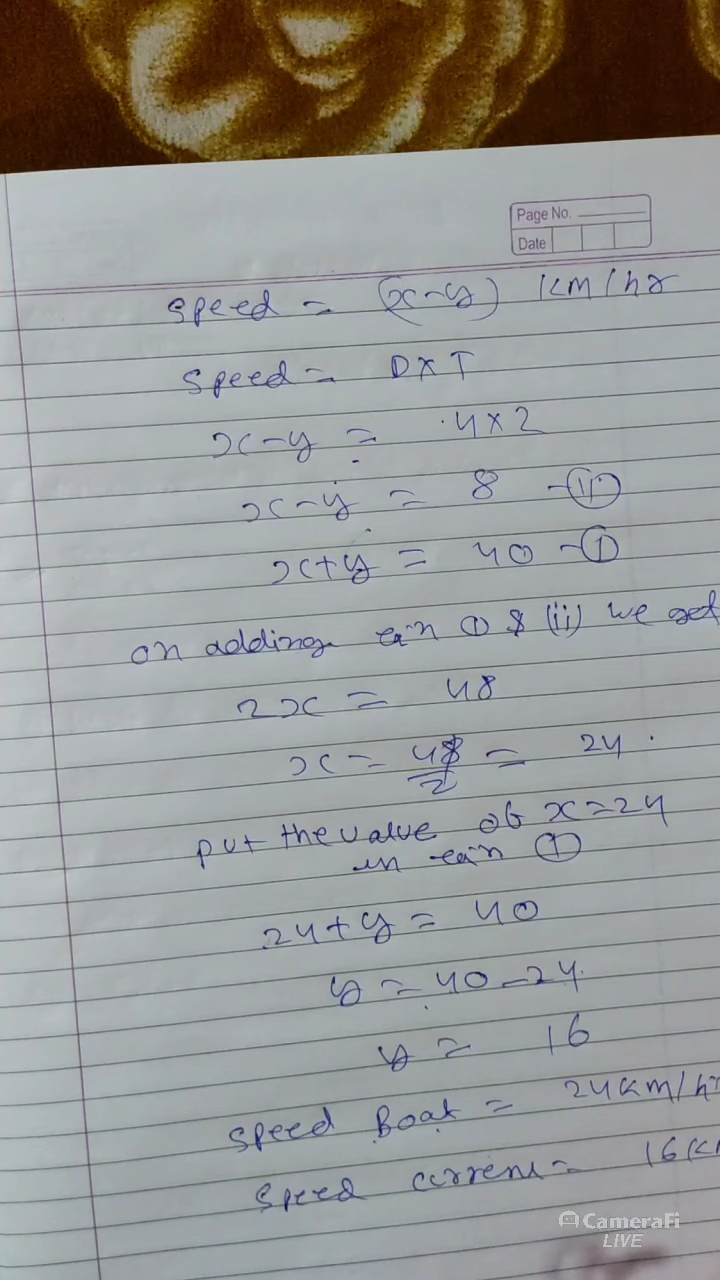 Page No.
Date
Speed = (x-y) Km/hr
Speed = D×T
x-y = 4×2
x-y = 8 -(ii)
x+y = 40 -(i)
on adding eqn (i) & (ii) we get
2x = 48
x = 48/2 = 24.
put the value of x=24
in eqn (i)
24+y = 40
y = 40-24
y = 16
Speed Boat = 24Km/hr
Speed current = 16K
CameraFi
LIVE